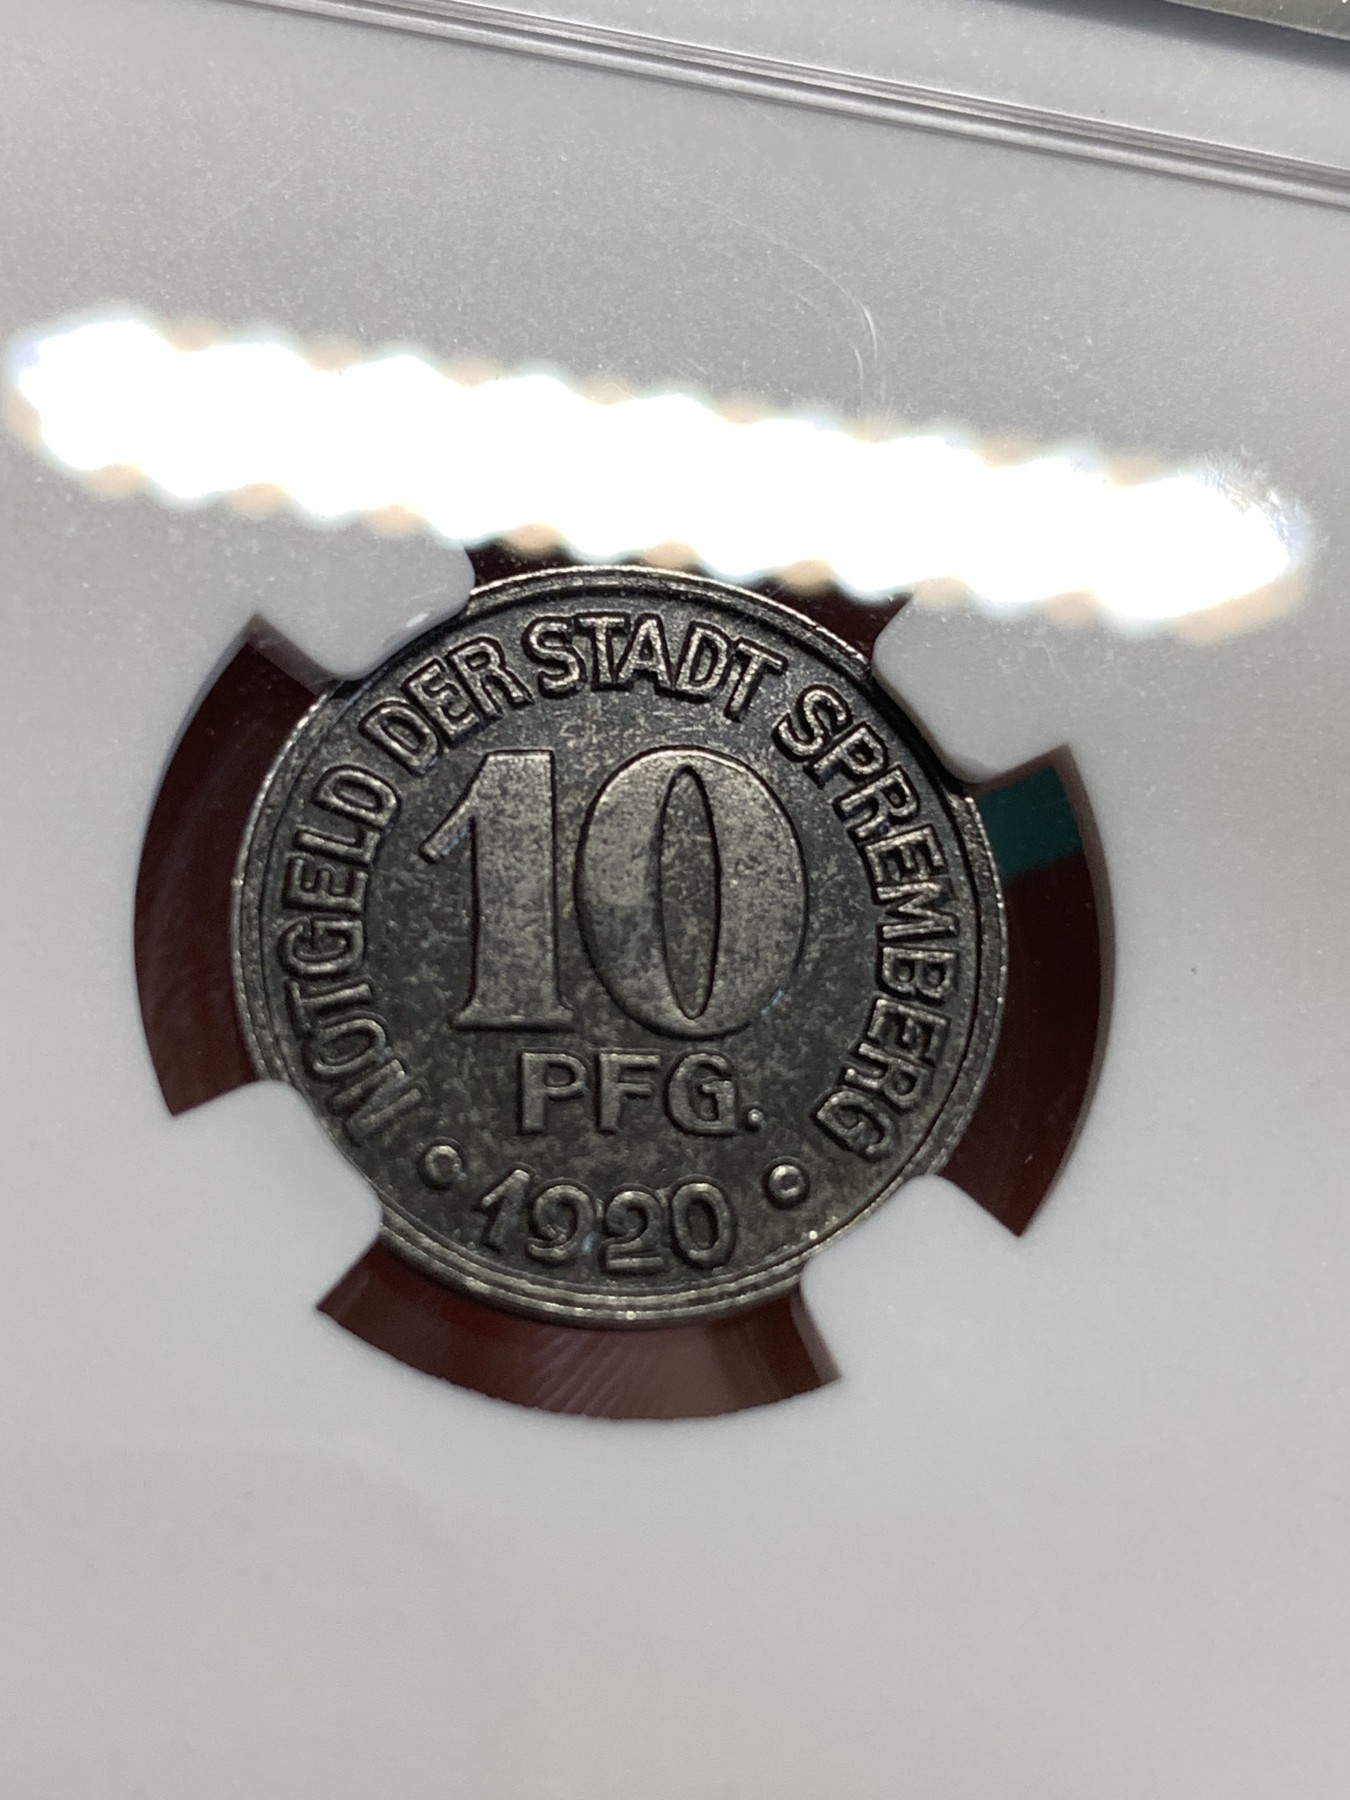 NOTGELD DER STADT SPREMBERG
10
PFG.
1920